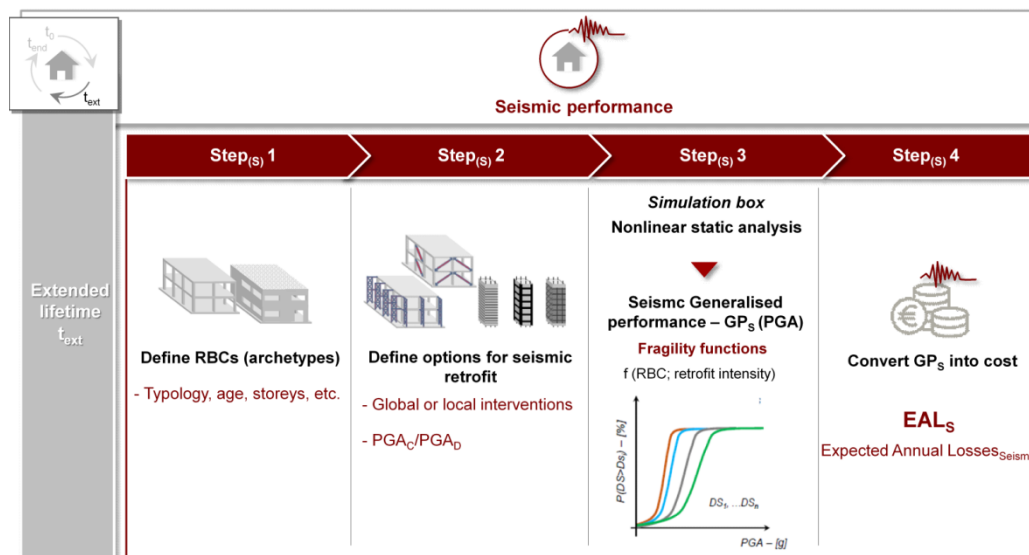 t0
tend
text
Seismic performance
Step(S) 1
Step(S) 2
Step(S) 3
Step(S) 4
Extended
lifetime
text
Define RBCs (archetypes)
- Typology, age, storeys, etc.
Define options for seismic
retrofit
- Global or local interventions
- PGAC/PGAD
Simulation box
Nonlinear static analysis
Seismc Generalised
performance – GPS (PGA)
Fragility functions
f (RBC; retrofit intensity)
:
P(DS>Dsi) – [%]
DS1, ...DSn
PGA – [g]
€
Convert GPS into cost
EALS
Expected Annual LossesSeism